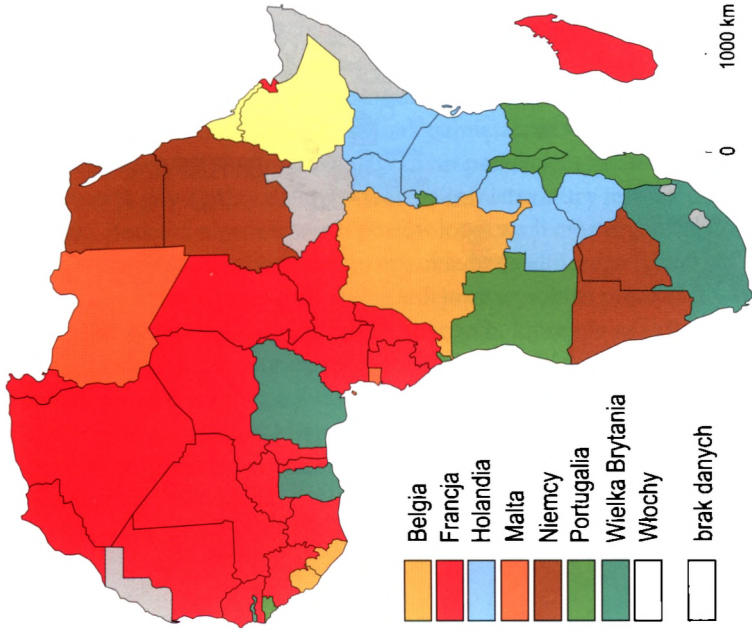 Belgia
Francja
Holandia
Malta
Niemcy
Portugalia
Wielka Brytania
Włochy
brak danych
0 1000 km